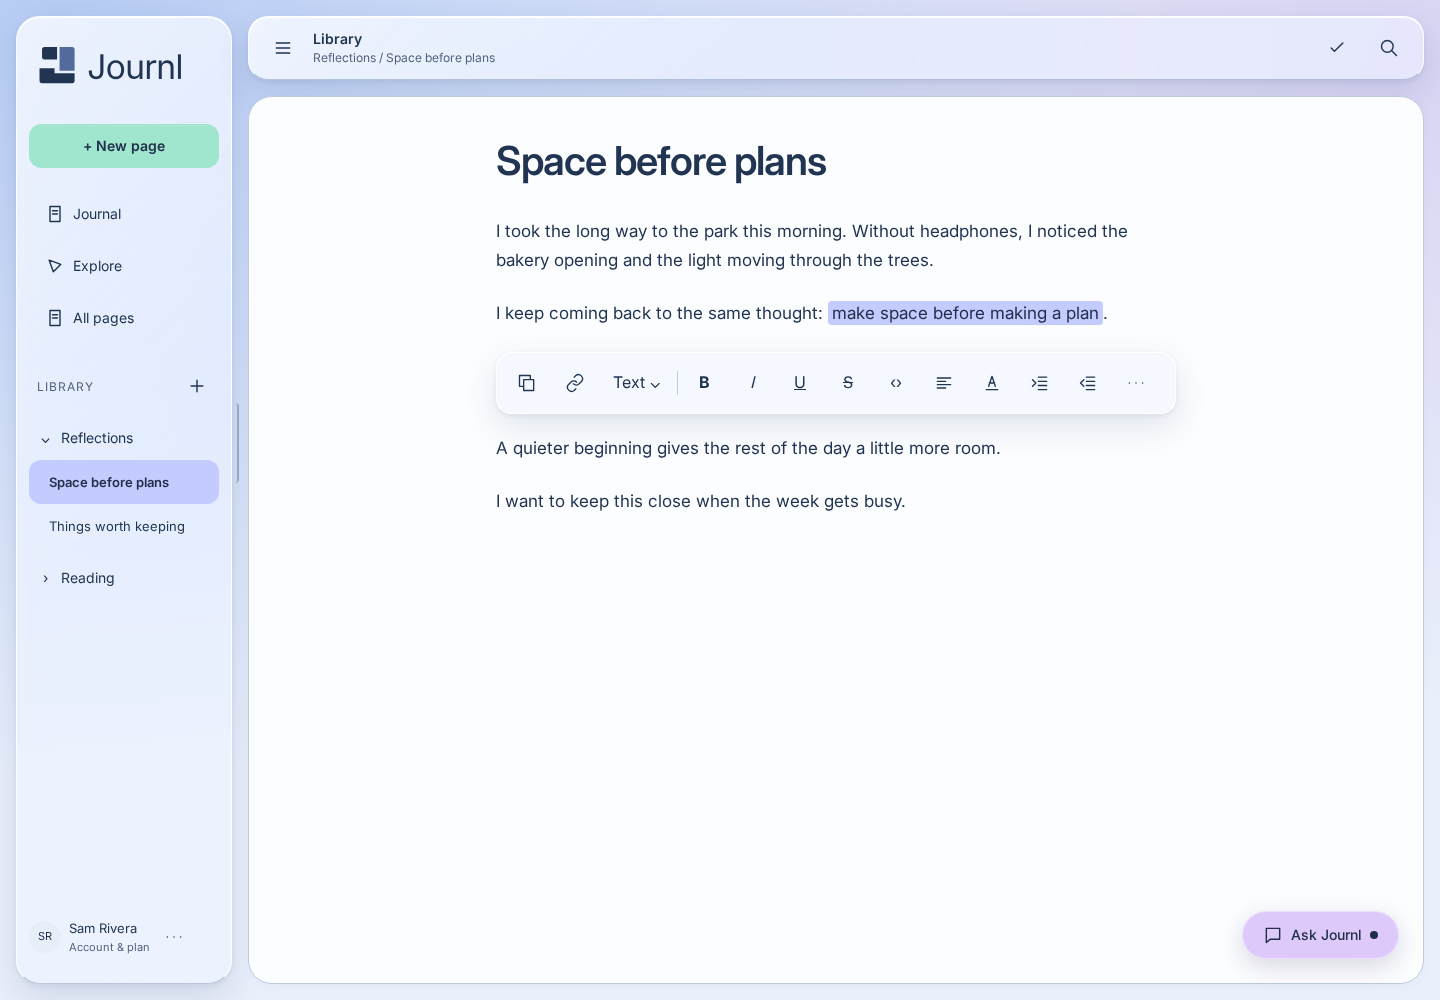 Journl
+ New page
Journal
Explore
All pages
LIBRARY
Reflections
Space before plans
Things worth keeping
Reading
SR
Sam Rivera
Account & plan
Library
Reflections / Space before plans
Space before plans
I took the long way to the park this morning. Without headphones, I noticed the
bakery opening and the light moving through the trees.
I keep coming back to the same thought: make space before making a plan.
Text
B I U S A
A quieter beginning gives the rest of the day a little more room.
I want to keep this close when the week gets busy.
Ask Journl